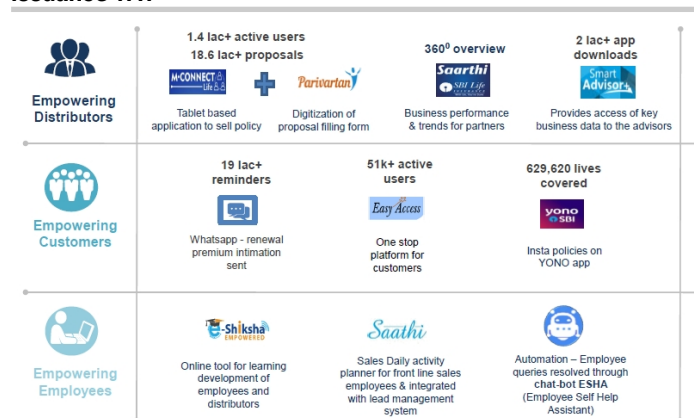 1.4 lac+ active users
18.6 lac+ proposals
M-CONNECT
Life
Parivartan
Tablet based
application to sell policy
Digitization of
proposal filling form
360⁰ overview
Saarthi
SBI Life
Business performance
& trends for partners
2 lac+ app
downloads
Smart
Advisor+
Provides access of key
business data to the advisors
Empowering
Distributors
19 lac+
reminders
Whatsapp - renewal
premium intimation
sent
51k+ active
users
Easy Access
One stop
platform for
customers
629,620 lives
covered
yono
SBI
Insta policies on
YONO app
Empowering
Customers
e-Shiksha
EMPOWERED
Online tool for learning
development of
employees and
distributors
Saathi
Sales Daily activity
planner for front line sales
employees & integrated
with lead management
system
Automation – Employee
queries resolved through
chat-bot ESHA
(Employee Self Help
Assistant)
Empowering
Employees